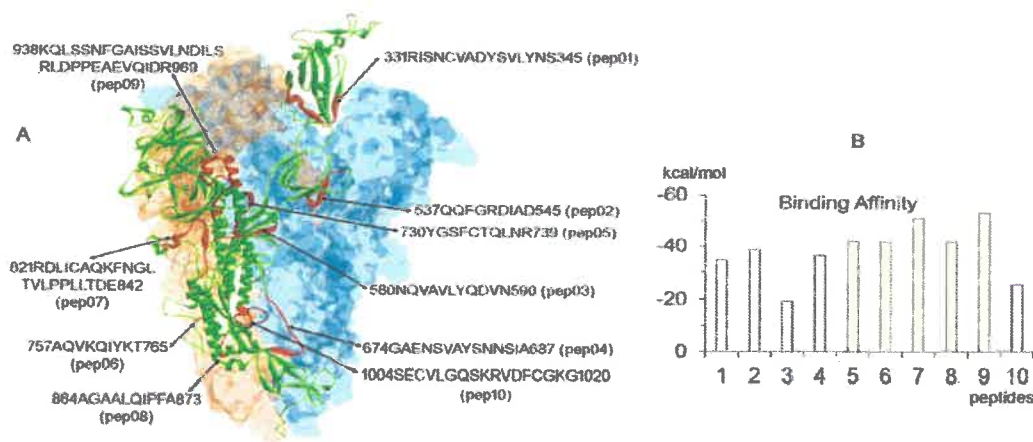 938KQLSSNFGAISSVLNDILS
RLDPPEAEVQIDR969
(pep09)
331RISNCVADYSVLYNS345 (pep01)
A
B
kcal/mol
-60
Binding Affinity
537QQFGRDIAD545 (pep02)
730YGSFCTQLNR739 (pep05)
-40
821RDLICAQKFNGL
TVLPPLLTDE842
(pep07)
580NQVAVLYQDVN590 (pep03)
-20
757AQVKQIYKT765
(pep06)
674GAENSVAYSNNSIA687 (pep04)
0
1004SECVLGQSKRVDFCGKG1020
(pep10)
1 2 3 4 5 6 7 8 9 10
peptides
864AGAALQIPFA873
(pep08)